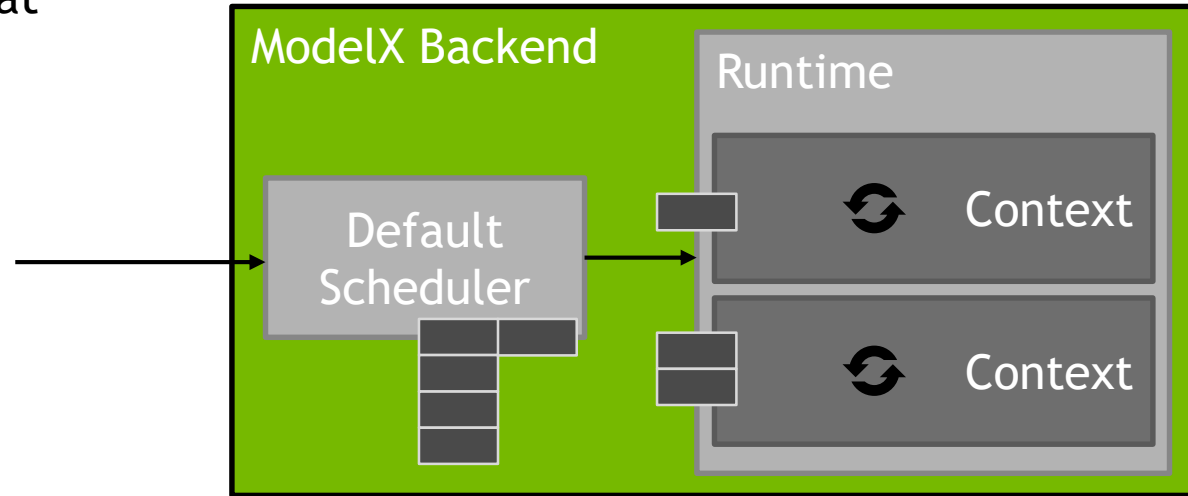 ModelX Backend
Runtime
Default
Scheduler
Context
Context